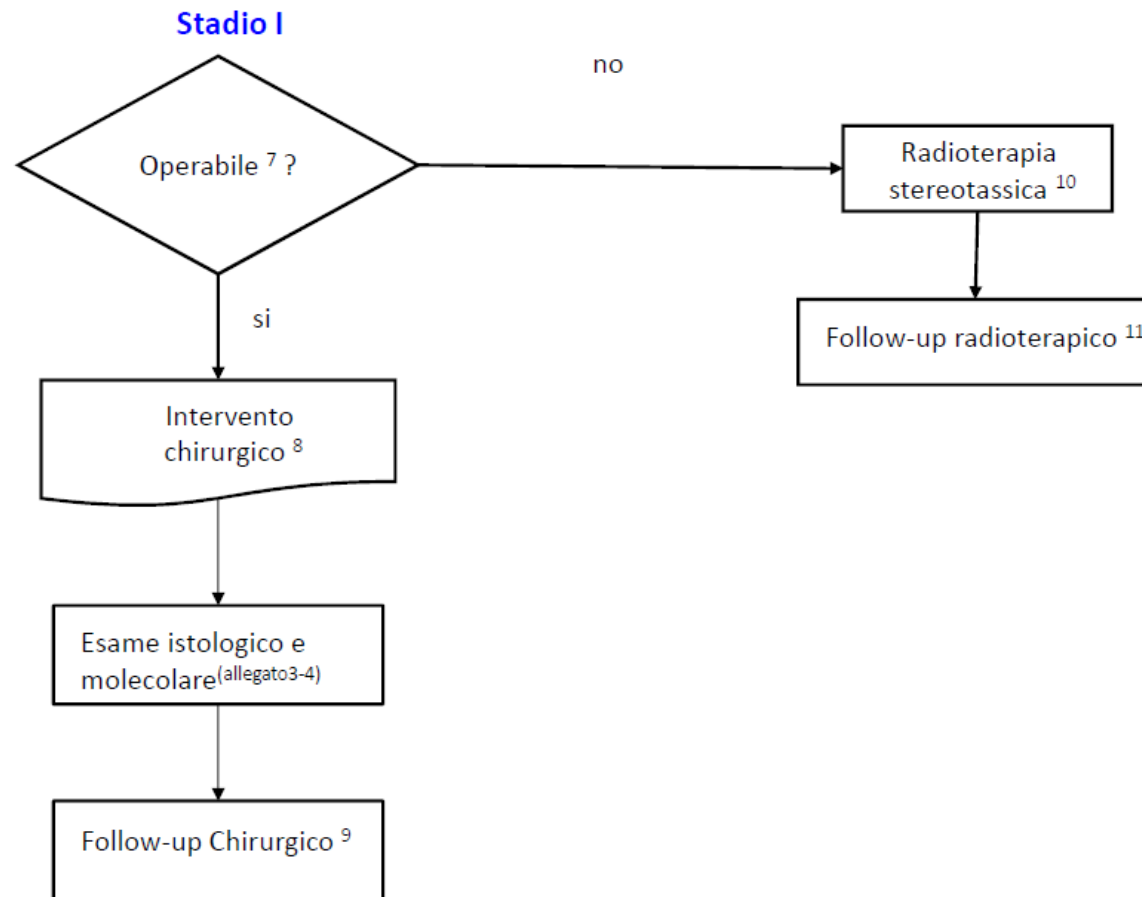 Stadio I
no
Operabile 7 ?
Radioterapia
stereotassica 10
si
Follow-up radioterapico 11
Intervento
chirurgico 8
Esame istologico e
molecolare(allegato3-4)
Follow-up Chirurgico 9